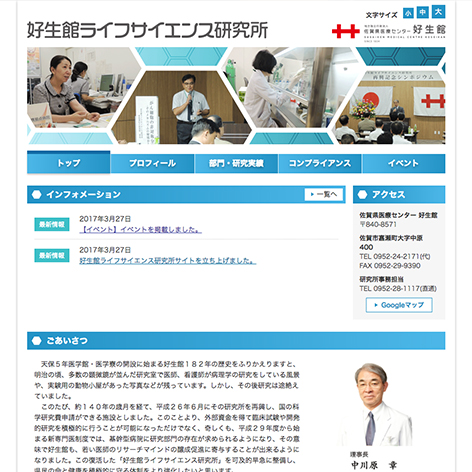 好生館ライフサイエンス研究所
文字サイズ 小 中 大
佐賀県医療センター 好生館
トップ
プロフィール
部門・研究実績
コンプライアンス
イベント
インフォメーション
一覧へ
2017年3月27日
最新情報
【イベント】イベントを掲載しました。
2017年3月27日
最新情報
好生館ライフサイエンス研究所サイトを立ち上げました。
アクセス
佐賀県医療センター 好生館
〒840-8571
佐賀市嘉瀬町大字中原
400
TEL 0952-24-2171(代)
FAX 0952-29-9390
研究所事務担当
TEL 0952-28-1117(直通)
Googleマップ
ごあいさつ
天保５年医学館・医学寮の開設に始まる好生館１８２年の歴史をふりかえりますと、
明治の頃、多数の顕微鏡が並んだ研究室で医師、看護師が病理学の研究をしている風景
や、実験用の動物小屋があった写真などが残っています。しかし、その後研究は途絶え
ていました。
このたび、約１４０年の歳月を経て、平成２６年６月にその研究所を再興し、国の科
学研究費申請ができる施設としました。このことより、外部資金を得て臨床試験や開発
的研究を積極的に行うことが可能になっただけでなく、奇しくも、平成２９年度から始
まる新専門医制度では、基幹型病院に研究部門の存在が求められるようになり、その意
味で好生館も、若い医師のリサーチマインドの醸成促進に寄与することが出来るように
なりました。この復活した「好生館ライフサイエンス研究所」を可及的早急に整備し、
理事長
中川原 章